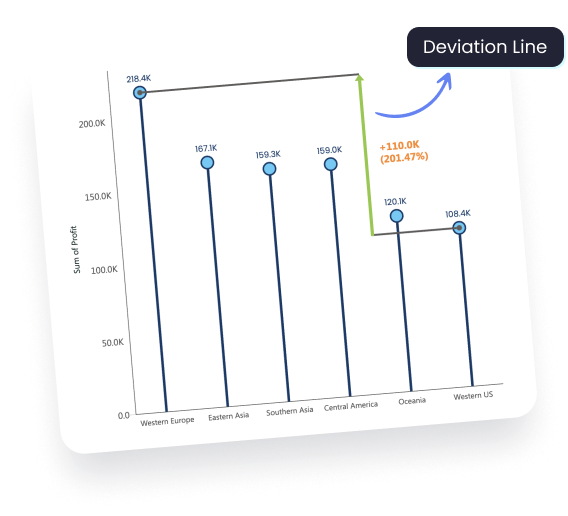 Deviation Line
218.4K
200.0K
167.1K
159.3K
159.0K
+110.0K
(201.47%)
150.0K
120.1K
108.4K
Sum of Profit
100.0K
50.0K
0.0
Western Europe
Eastern Asia
Southern Asia
Central America
Oceania
Western US